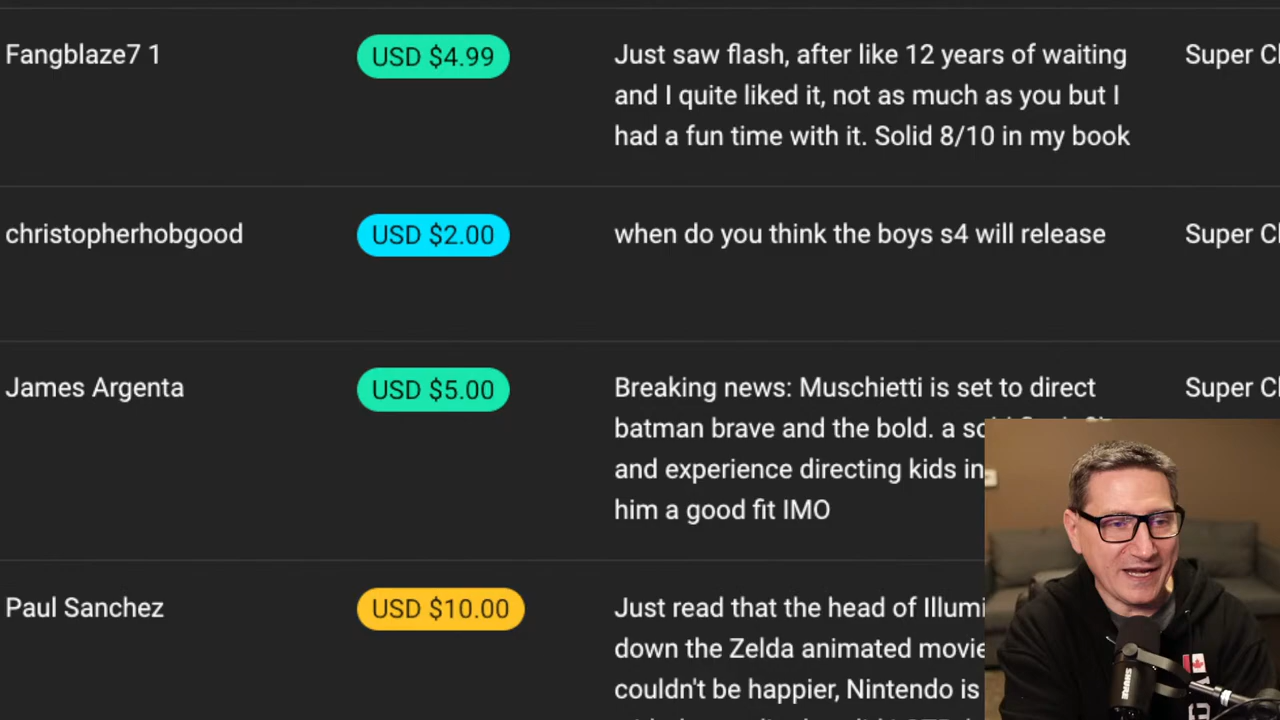 Fangblaze7 1
USD $4.99
Just saw flash, after like 12 years of waiting
and I quite liked it, not as much as you but I
had a fun time with it. Solid 8/10 in my book
Super
christopherhobgood
USD $2.00
when do you think the boys s4 will release
Super
James Argenta
USD $5.00
Breaking news: Muschietti is set to direct
batman brave and the bold. a
and experience directing kids in
him a good fit IMO
Super
Paul Sanchez
USD $10.00
Just read that the head of
down the Zelda animated movie
couldn't be happier, Nintendo is
SHURE